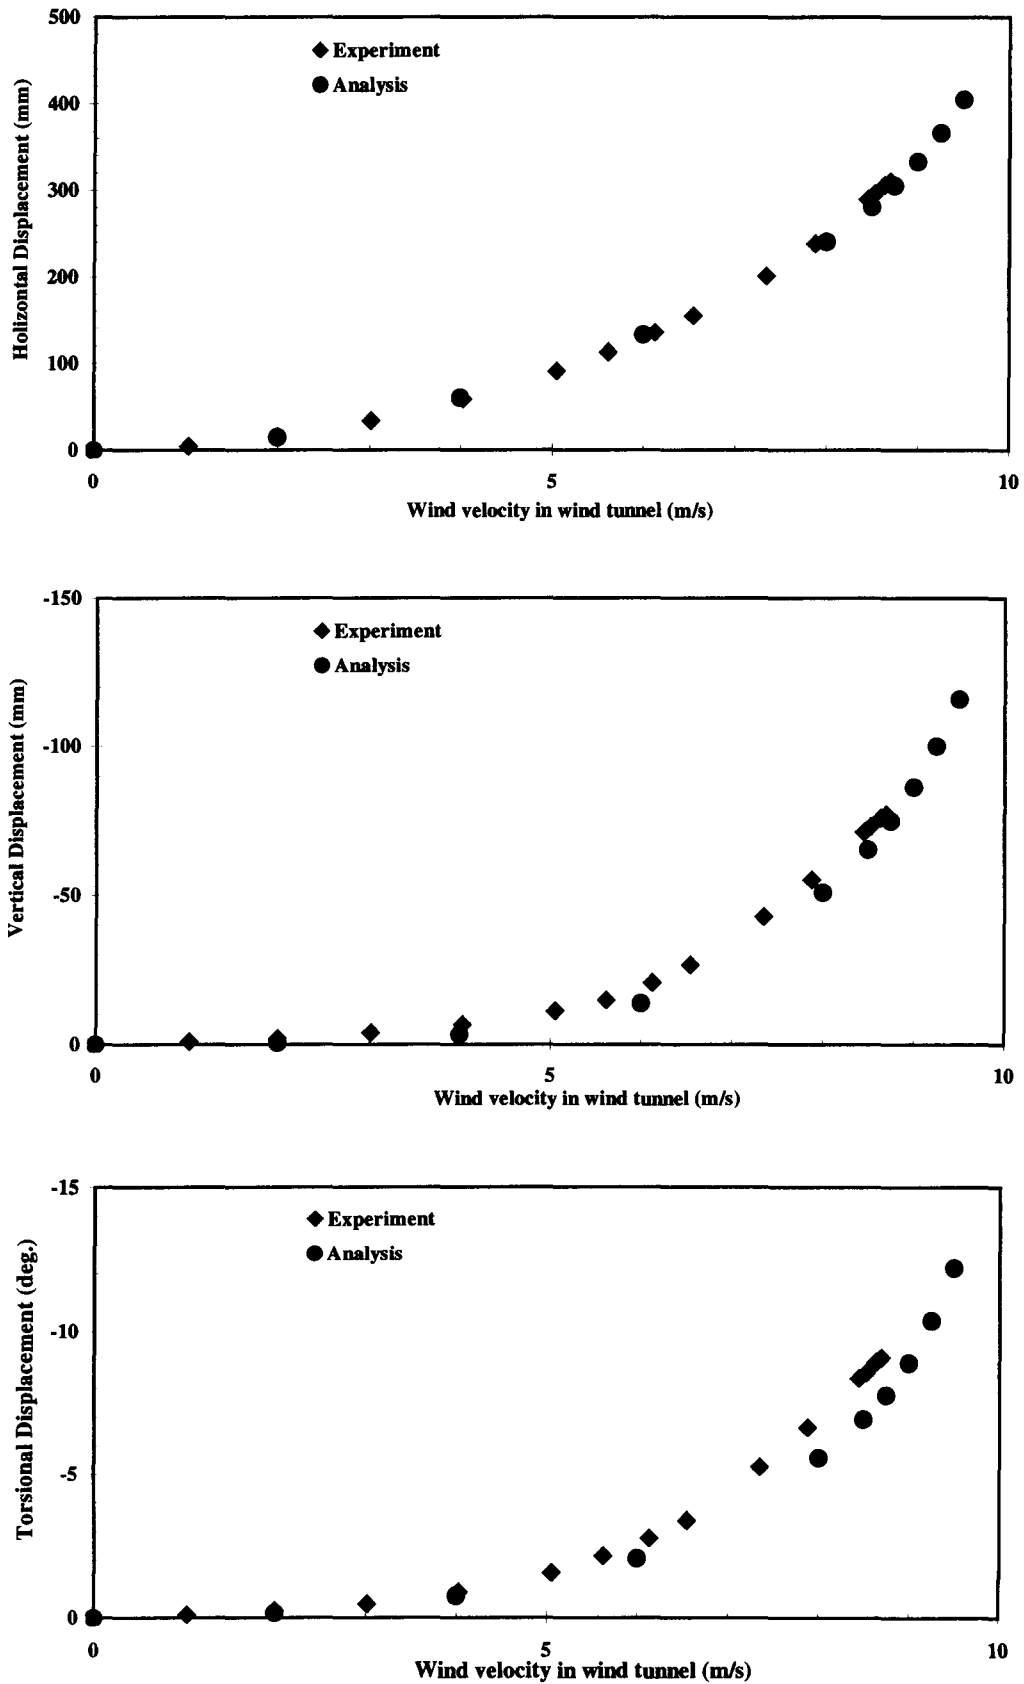 500
Experiment
Analysis
400
300
200
100
0
Holizontal Displacement (mm)
0 5 10
Wind velocity in wind tunnel (m/s)
-150
Experiment
Analysis
-100
-50
0
Vertical Displacement (mm)
0 5 10
Wind velocity in wind tunnel (m/s)
-15
Experiment
Analysis
-10
-5
0
Torsional Displacement (deg.)
0 5 10
Wind velocity in wind tunnel (m/s)